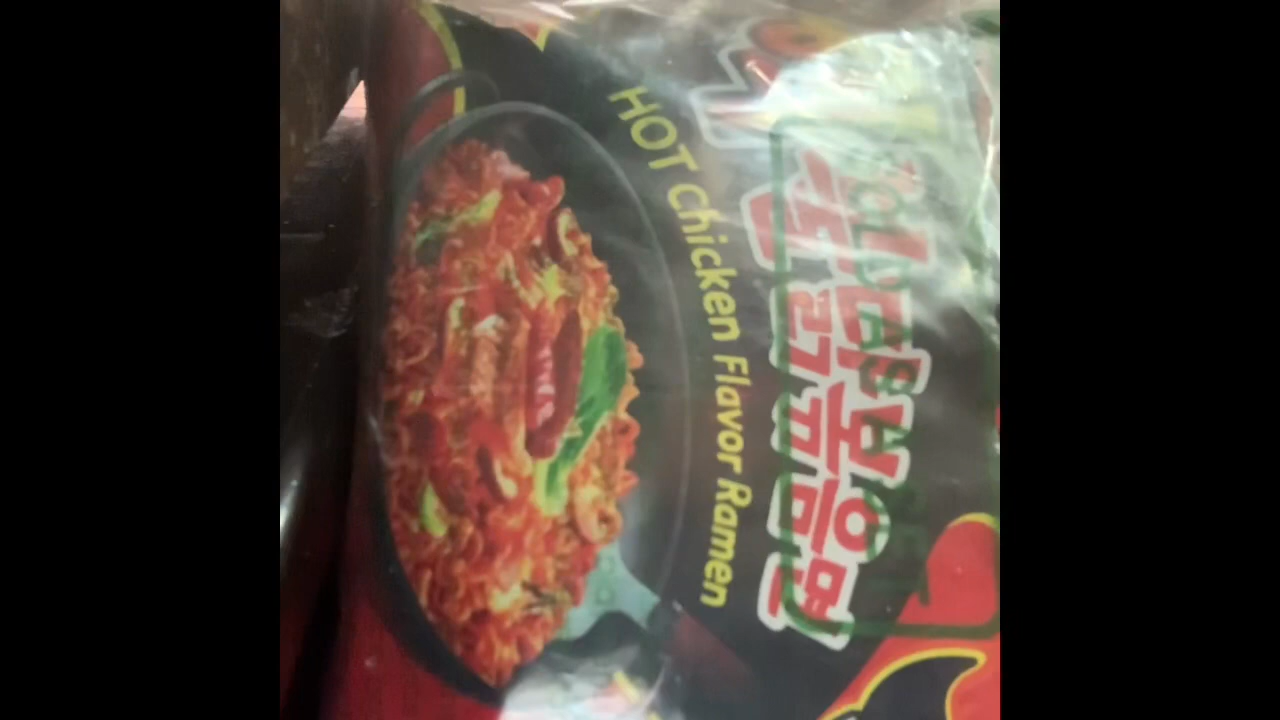 불닭볶음면
HOT Chicken Flavor Ramen